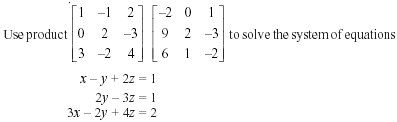 Use product [1 -1 2; 0 2 -3; 3 -2 4] [-2 0 1; 9 2 -3; 6 1 -2] to solve the system of equations
x – y + 2z = 1
2y – 3z = 1
3x – 2y + 4z = 2